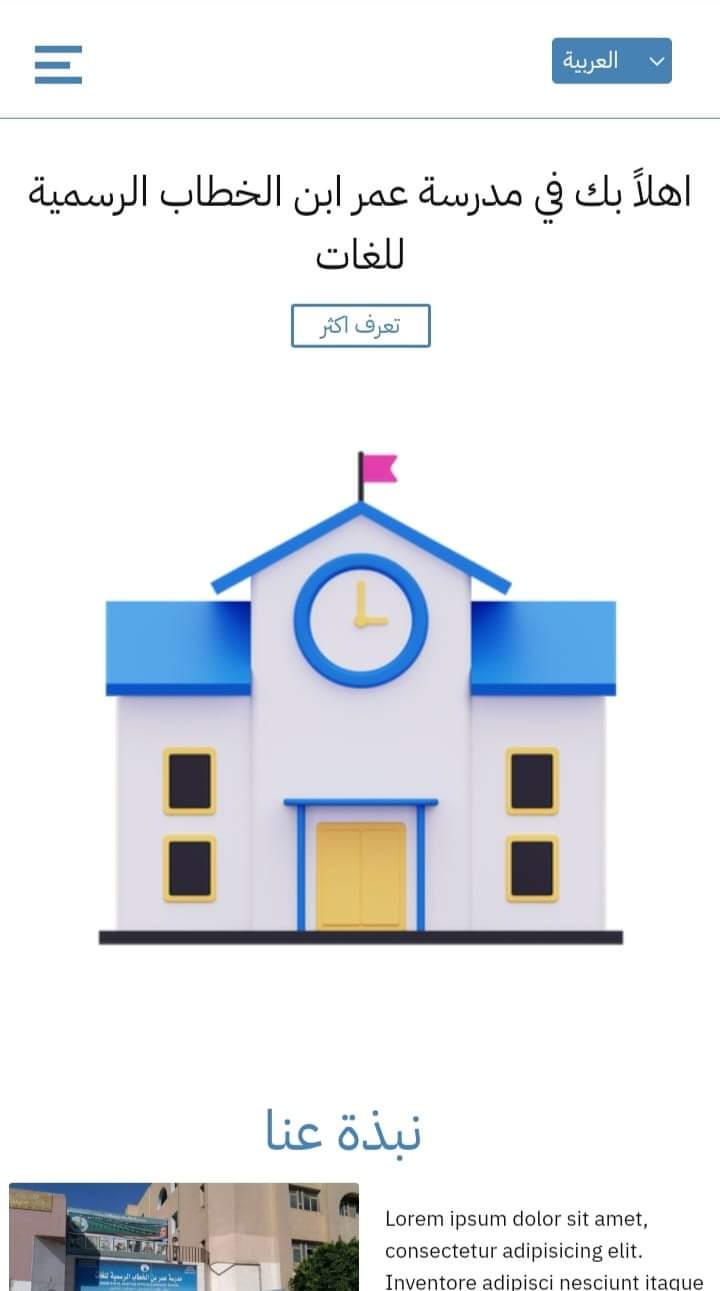 العربية
اهلاً بك في مدرسة عمر ابن الخطاب الرسمية
للغات
تعرف اكثر
نبذة عنا
مدرسة عمر بن الخطاب الرسمية للغات
Lorem ipsum dolor sit amet,
consectetur adipisicing elit.
Inventore adipisci nesciunt itaque